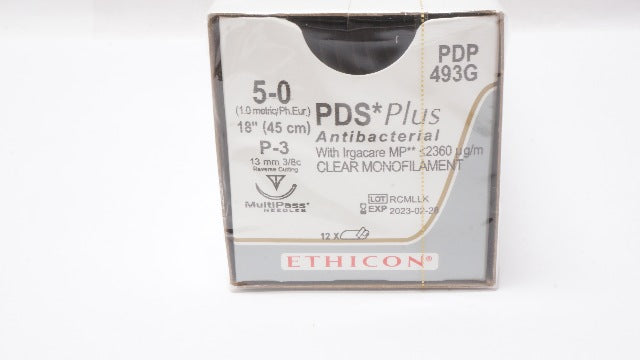 PDP
493G
5-0
(1.0 metric/Ph.Eur.)
18" (45 cm)
P-3
13 mm 3/8c
Reverse Cutting
MultiPass*
NEEDLES
PDS*Plus
Antibacterial
With Irgacare MP** ≤2360 µg/m
CLEAR MONOFILAMENT
LOT RCMLLK
EXP 2023-02-28
12 X
ETHICON®